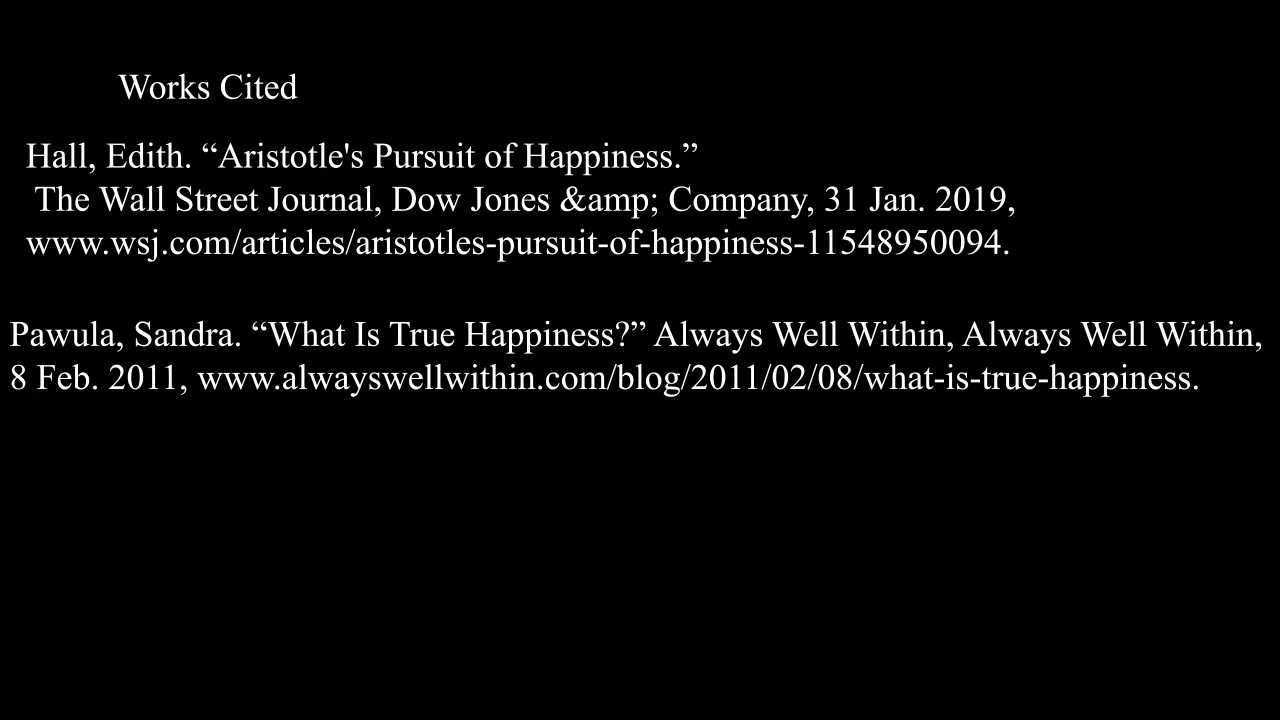 Works Cited
Hall, Edith. “Aristotle's Pursuit of Happiness.”
The Wall Street Journal, Dow Jones &amp; Company, 31 Jan. 2019,
www.wsj.com/articles/aristotles-pursuit-of-happiness-11548950094.
Pawula, Sandra. “What Is True Happiness?” Always Well Within, Always Well Within,
8 Feb. 2011, www.alwayswellwithin.com/blog/2011/02/08/what-is-true-happiness.